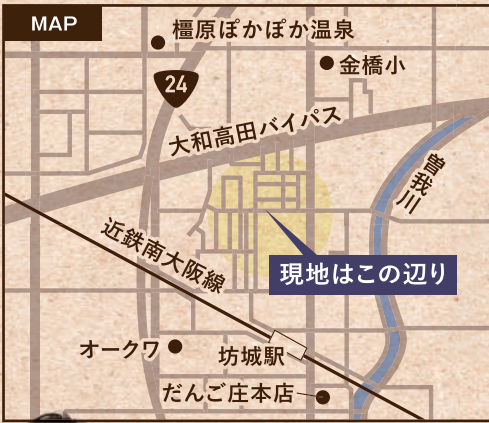 MAP
橿原ぽかぽか温泉
金橋小
24
大和高田バイパス
曽我川
近鉄南大阪線
現地はこの辺り
オークワ
坊城駅
だんご庄本店